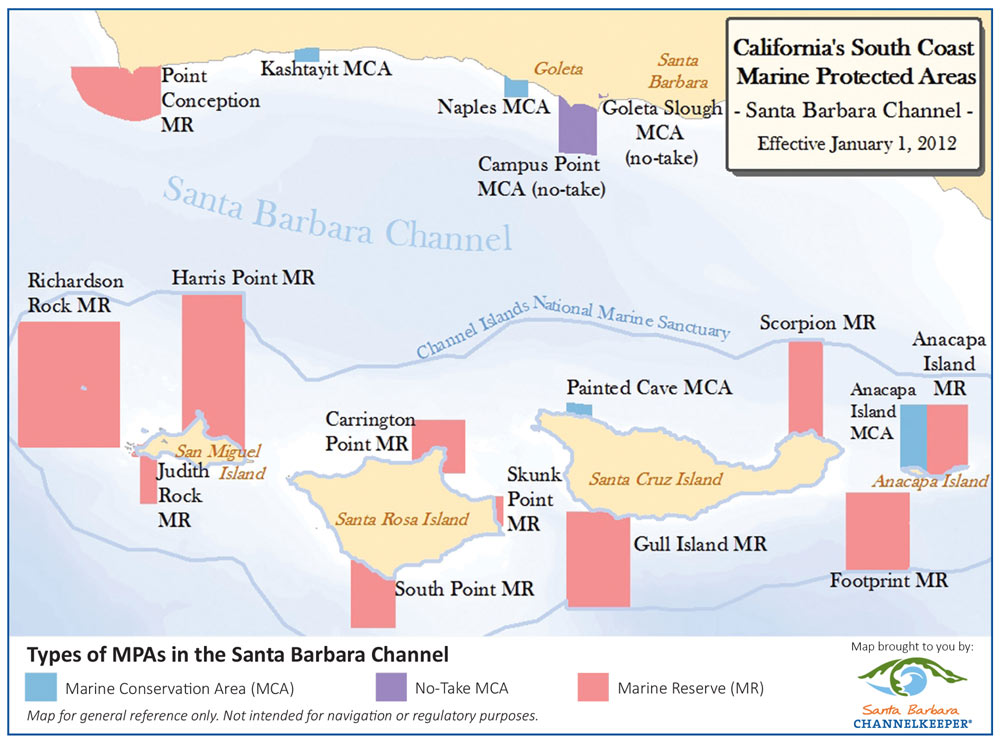 California's South Coast
Marine Protected Areas
- Santa Barbara Channel -
Effective January 1, 2012
Point
Conception
MR
Kashtayit MCA
Goleta
Santa
Barbara
Naples MCA
Goleta Slough
MCA
(no-take)
Campus Point
MCA (no-take)
Santa Barbara Channel
Richardson
Rock MR
Harris Point MR
Channel Islands National Marine Sanctuary
Scorpion MR
Anacapa
Island
MR
Painted Cave MCA
Anacapa
Island
MCA
Carrington
Point MR
San Miguel
Island
Judith
Rock
MR
Skunk
Point
MR
Santa Cruz Island
Anacapa Island
Santa Rosa Island
Gull Island MR
South Point MR
Footprint MR
Types of MPAs in the Santa Barbara Channel
Marine Conservation Area (MCA)
No-Take MCA
Marine Reserve (MR)
Map for general reference only. Not intended for navigation or regulatory purposes.
Map brought to you by:
Santa Barbara
CHANNELKEEPER®